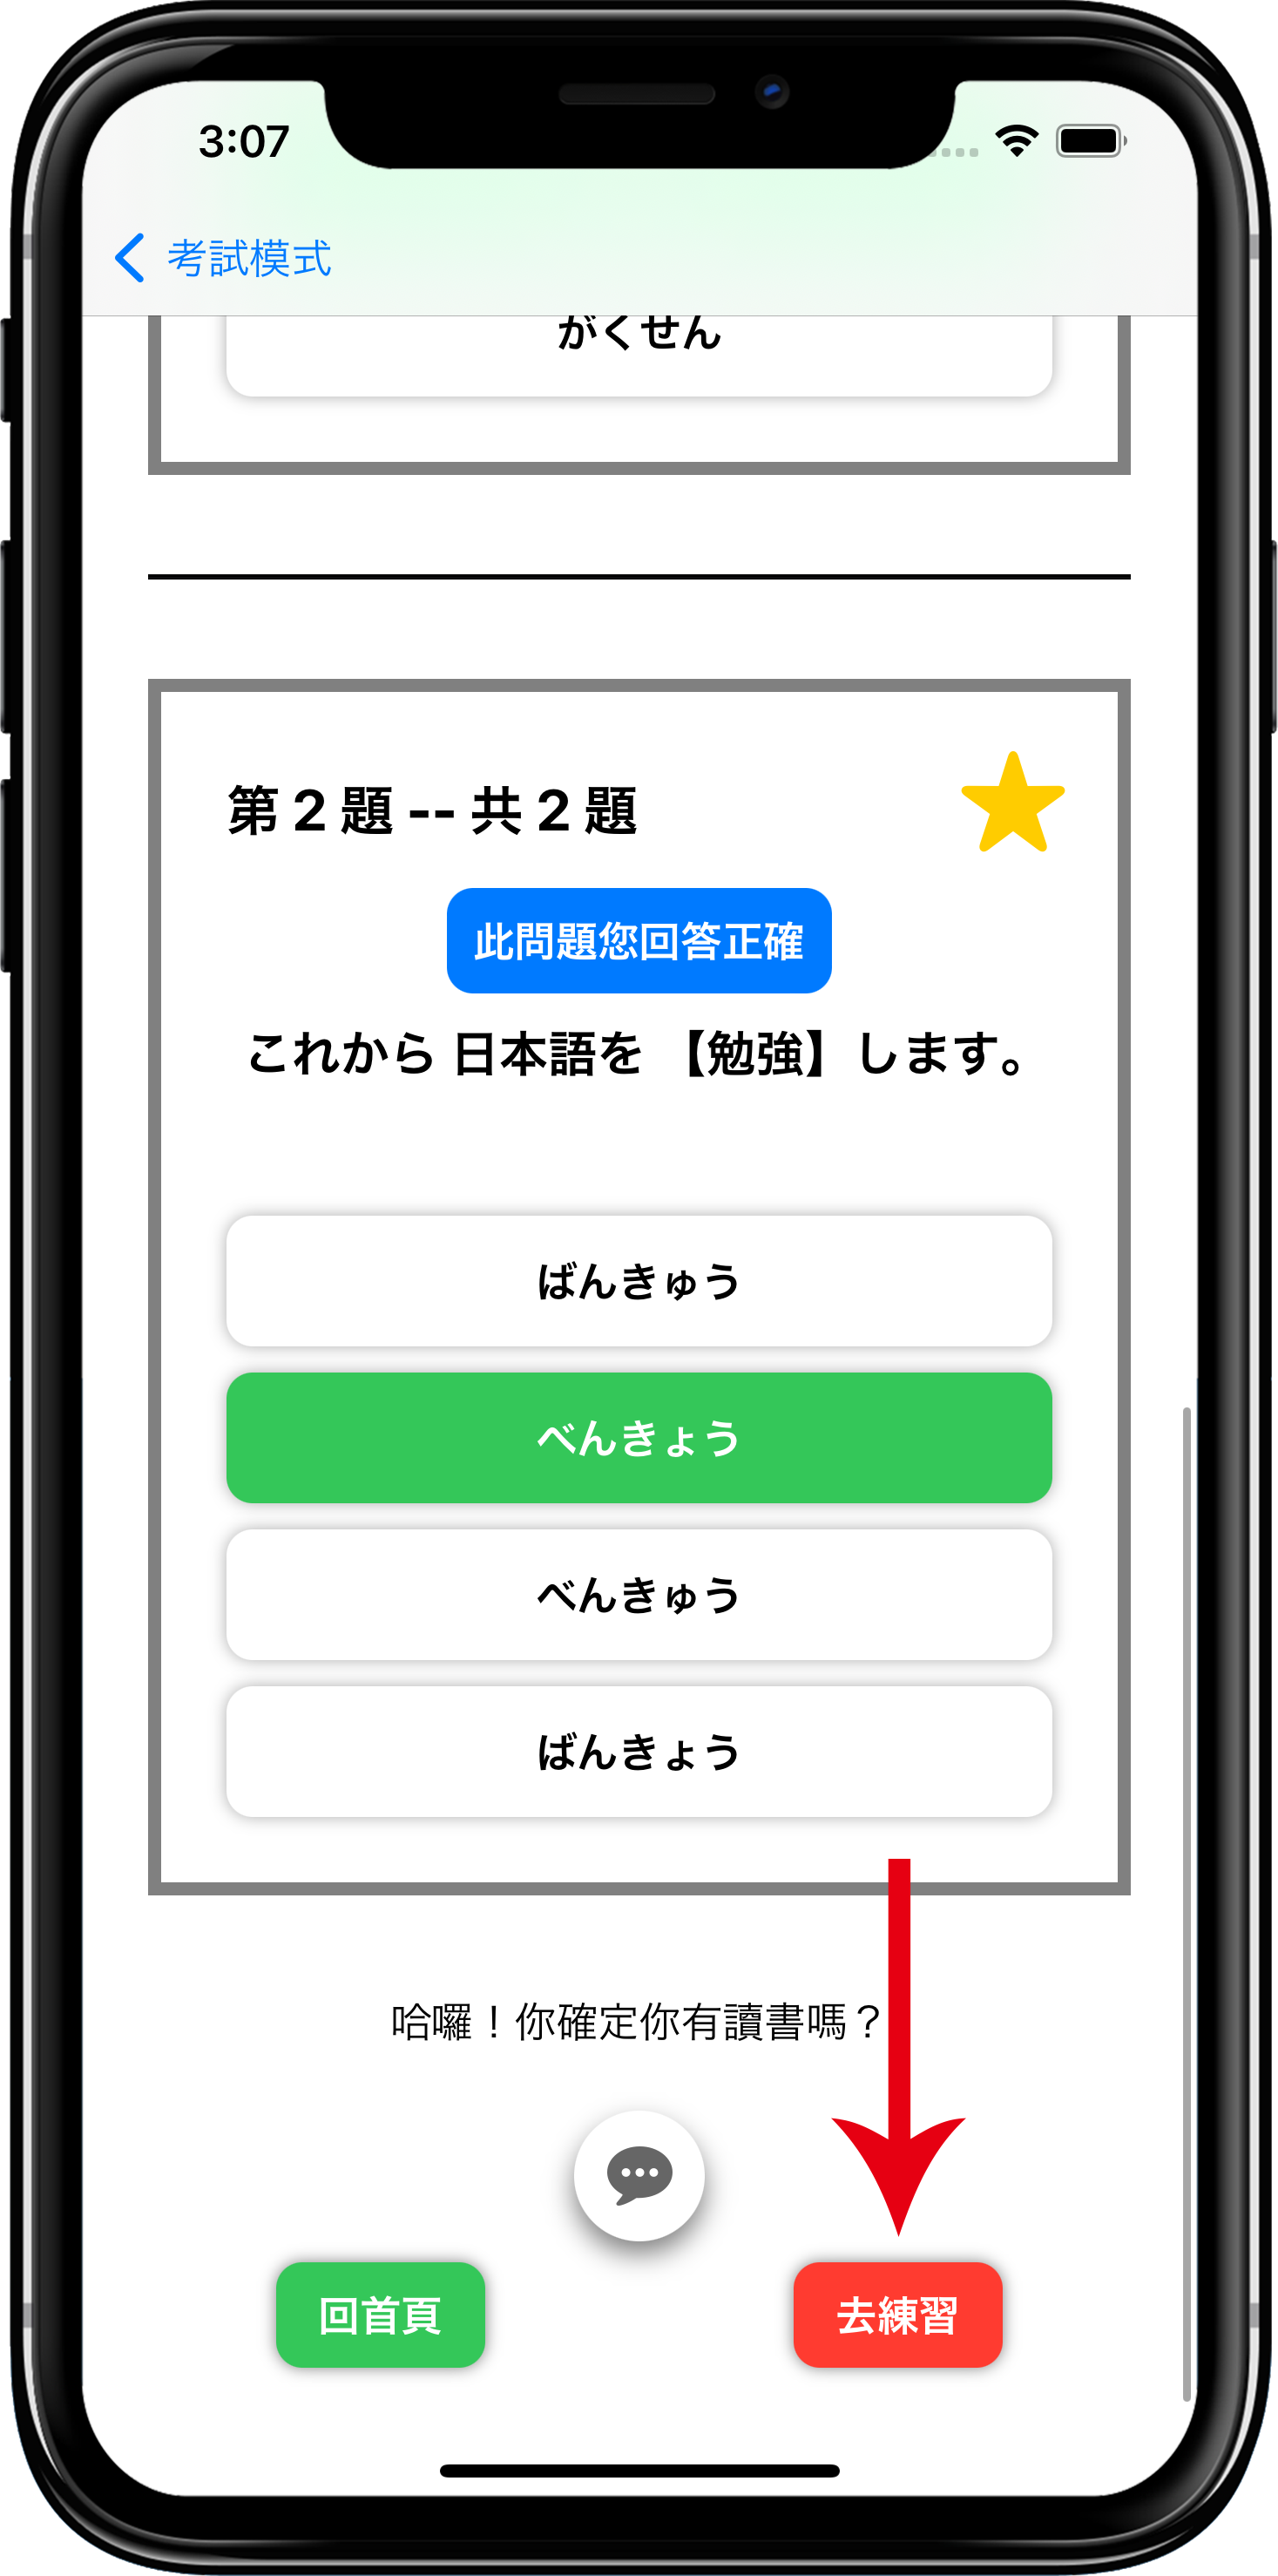 3:07
考試模式
がくせん
第 2 題 -- 共 2 題
此問題您回答正確
これから 日本語を 【勉強】します。
ばんきゅう
べんきょう
べんきゅう
ばんきょう
哈囉！你確定你有讀書嗎？
回首頁
去練習